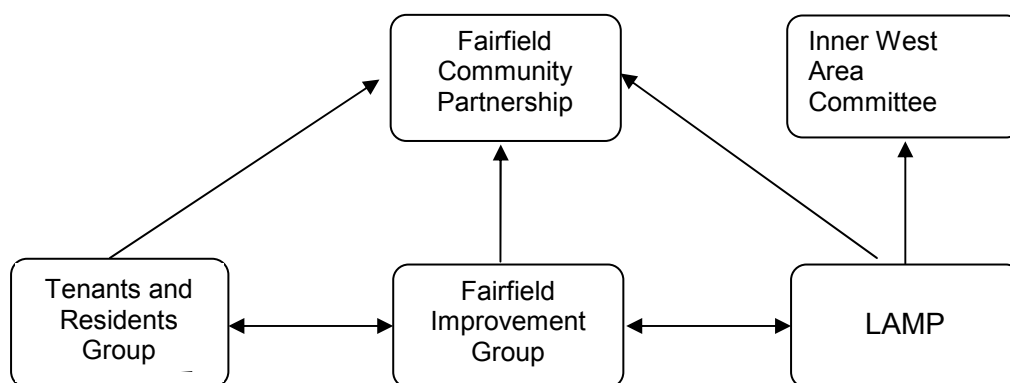 Fairfield
Community
Partnership
Inner West
Area
Committee
Tenants and
Residents
Group
Fairfield
Improvement
Group
LAMP